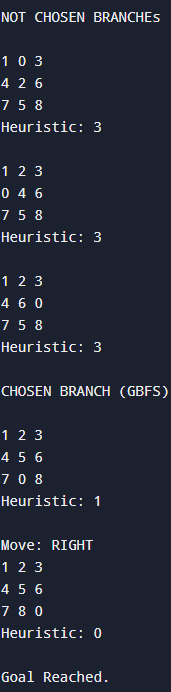 NOT CHOSEN BRANCHEs
1 0 3
4 2 6
7 5 8
Heuristic: 3
1 2 3
0 4 6
7 5 8
Heuristic: 3
1 2 3
4 6 0
7 5 8
Heuristic: 3
CHOSEN BRANCH (GBFS)
1 2 3
4 5 6
7 0 8
Heuristic: 1
Move: RIGHT
1 2 3
4 5 6
7 8 0
Heuristic: 0
Goal Reached.